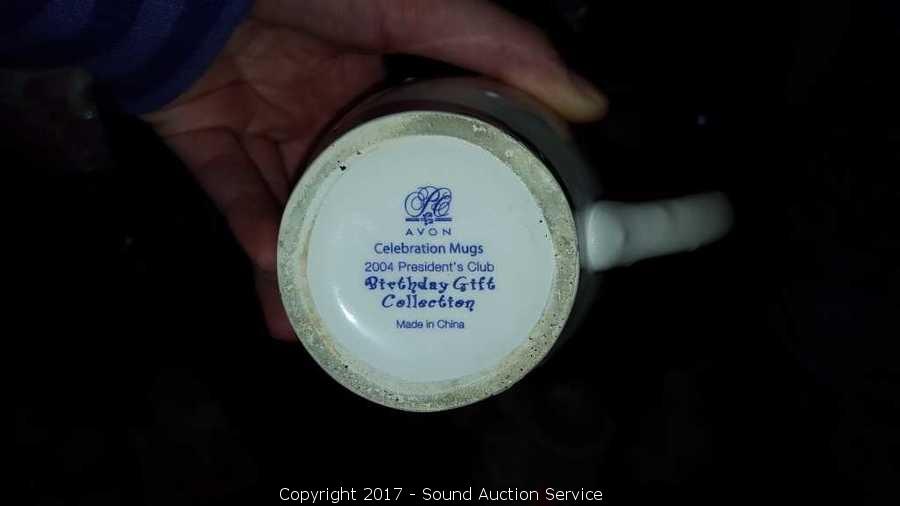 PC
AVON
Celebration Mugs
2004 President's Club
Birthday Gift
Collection
Made in China
Copyright 2017 - Sound Auction Service